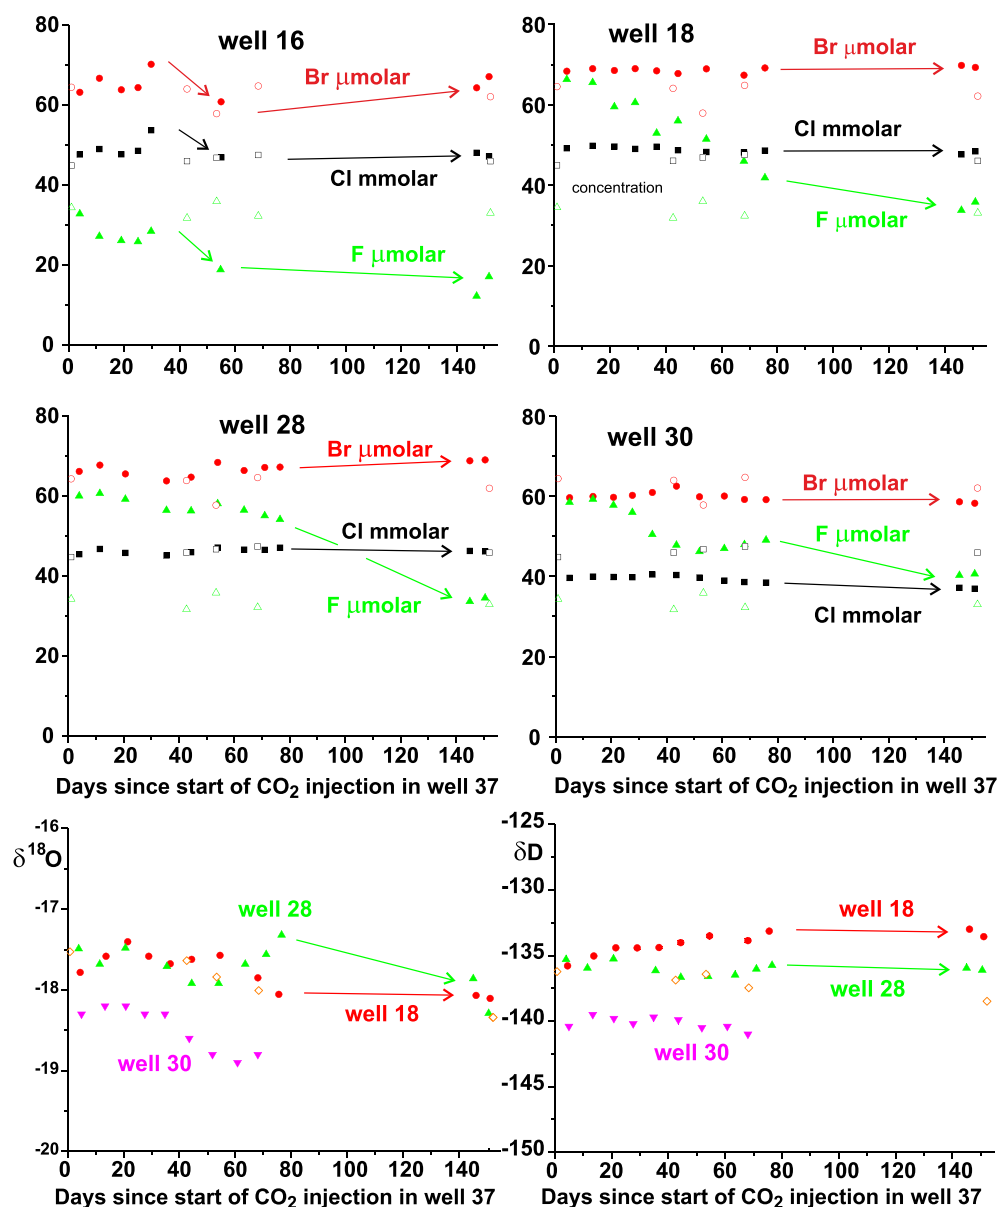 well 16
Br μmolar
Cl mmolar
F μmolar
80
60
40
20
0
0 20 40 60 80 100 120 140
well 18
Br μmolar
Cl mmolar
concentration
F μmolar
80
60
40
20
0
0 20 40 60 80 100 120 140
well 28
Br μmolar
Cl mmolar
F μmolar
80
60
40
20
0
0 20 40 60 80 100 120 140
Days since start of CO₂ injection in well 37
well 30
Br μmolar
F μmolar
Cl mmolar
80
60
40
20
0
0 20 40 60 80 100 120 140
Days since start of CO₂ injection in well 37
-16
δ¹⁸O
-17
well 28
-18
well 18
well 30
-19
-20
0 20 40 60 80 100 120 140
Days since start of CO₂ injection in well 37
-125
δD
-130
well 18
-135
well 28
-140
well 30
-145
-150
0 20 40 60 80 100 120 140
Days since start of CO₂ injection in well 37